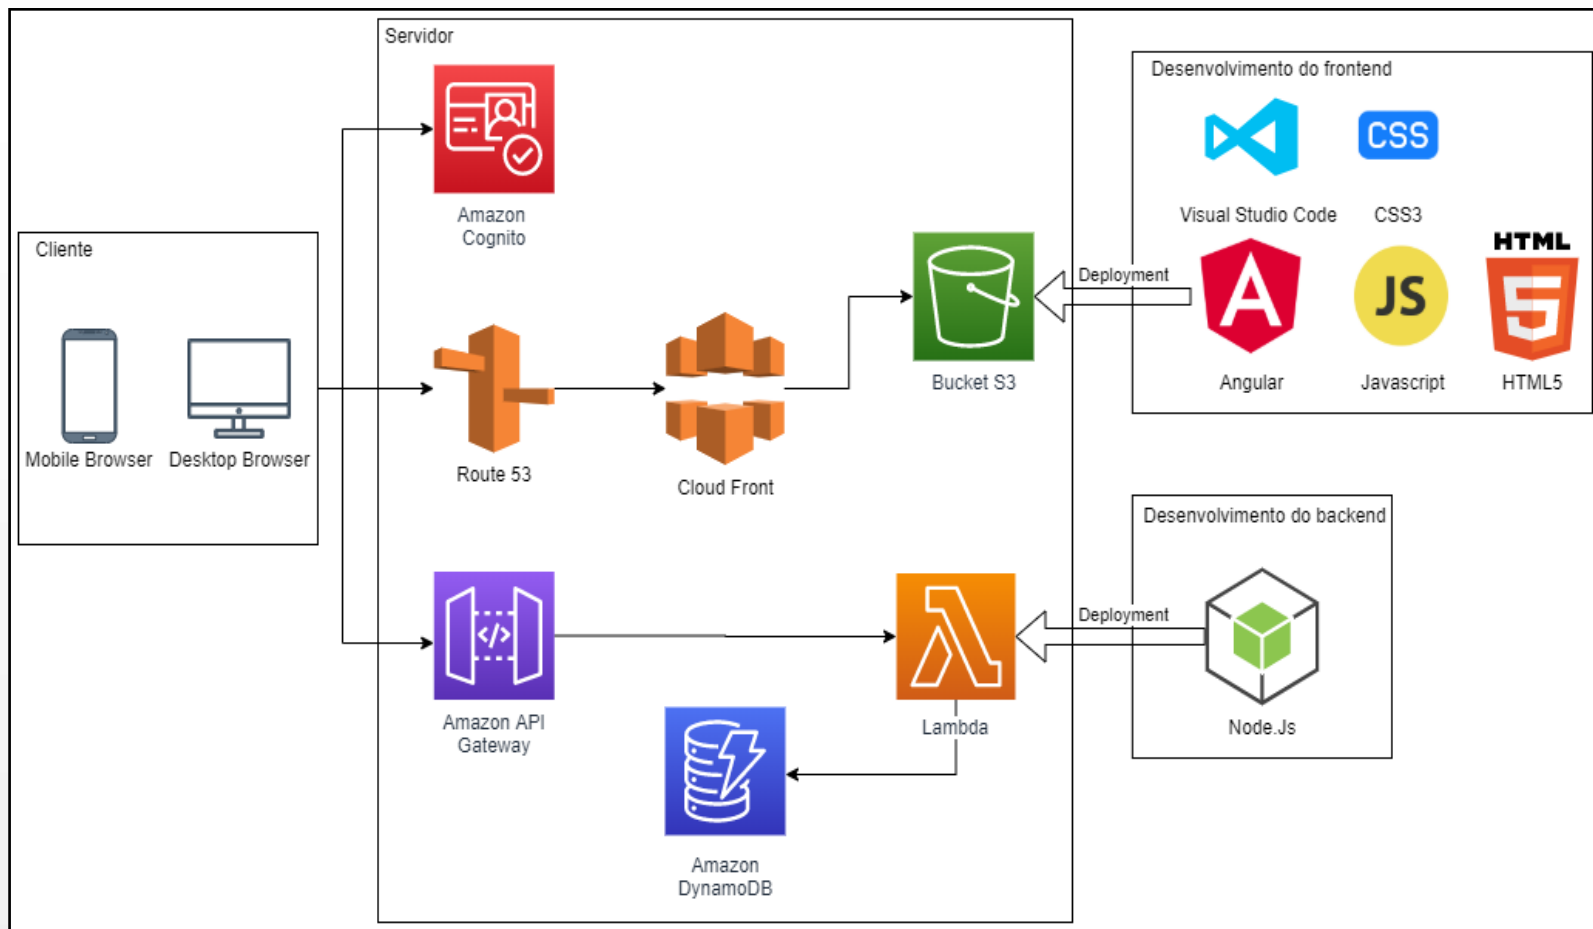 Servidor
Desenvolvimento do frontend
CSS
Amazon
Cognito
Visual Studio Code
CSS3
Cliente
HTML
Deployment
JS
5
Bucket S3
Angular
Javascript
HTML5
Mobile Browser
Desktop Browser
Route 53
Cloud Front
Desenvolvimento do backend
</>
Deployment
Amazon API
Gateway
Lambda
Node.Js
Amazon
DynamoDB